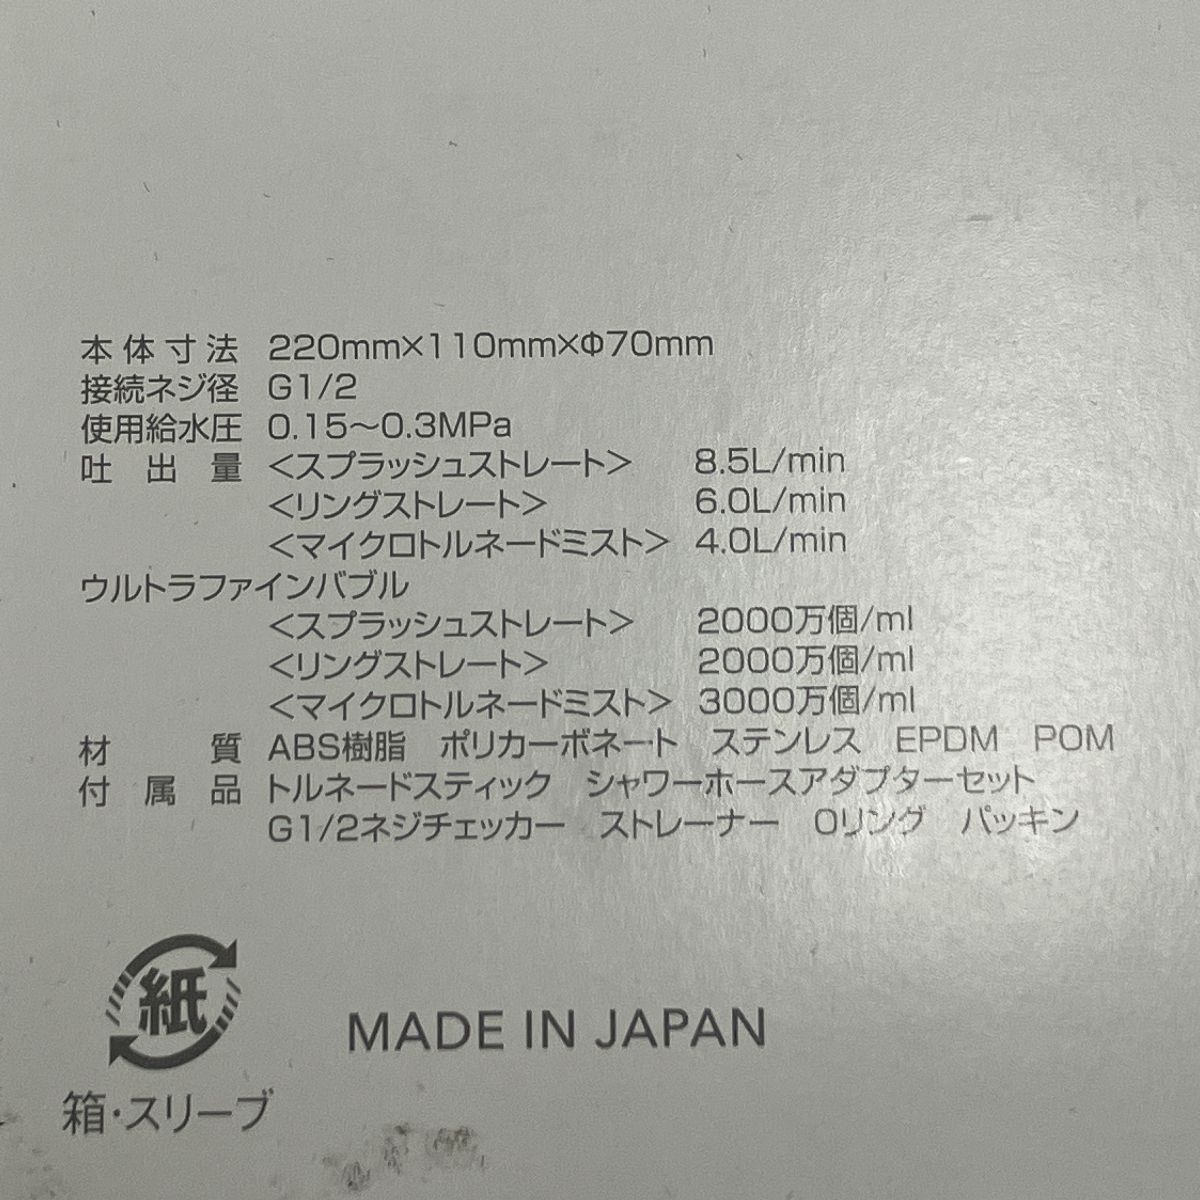 本体寸法 220mm×110mm×Φ70mm
接続ネジ径 G1/2
使用給水圧 0.15～0.3MPa
吐出量 <スプラッシュストレート> 8.5L/min
<リングストレート> 6.0L/min
<マイクロトルネードミスト> 4.0L/min
ウルトラファインバブル
<スプラッシュストレート> 2000万個/ml
<リングストレート> 2000万個/ml
<マイクロトルネードミスト> 3000万個/ml
材質 ABS樹脂 ポリカーボネート ステンレス EPDM POM
付属品 トルネードスティック シャワーホースアダプターセット
G1/2ネジチェッカー ストレーナー Oリング パッキン
紙
MADE IN JAPAN
箱・スリーブ